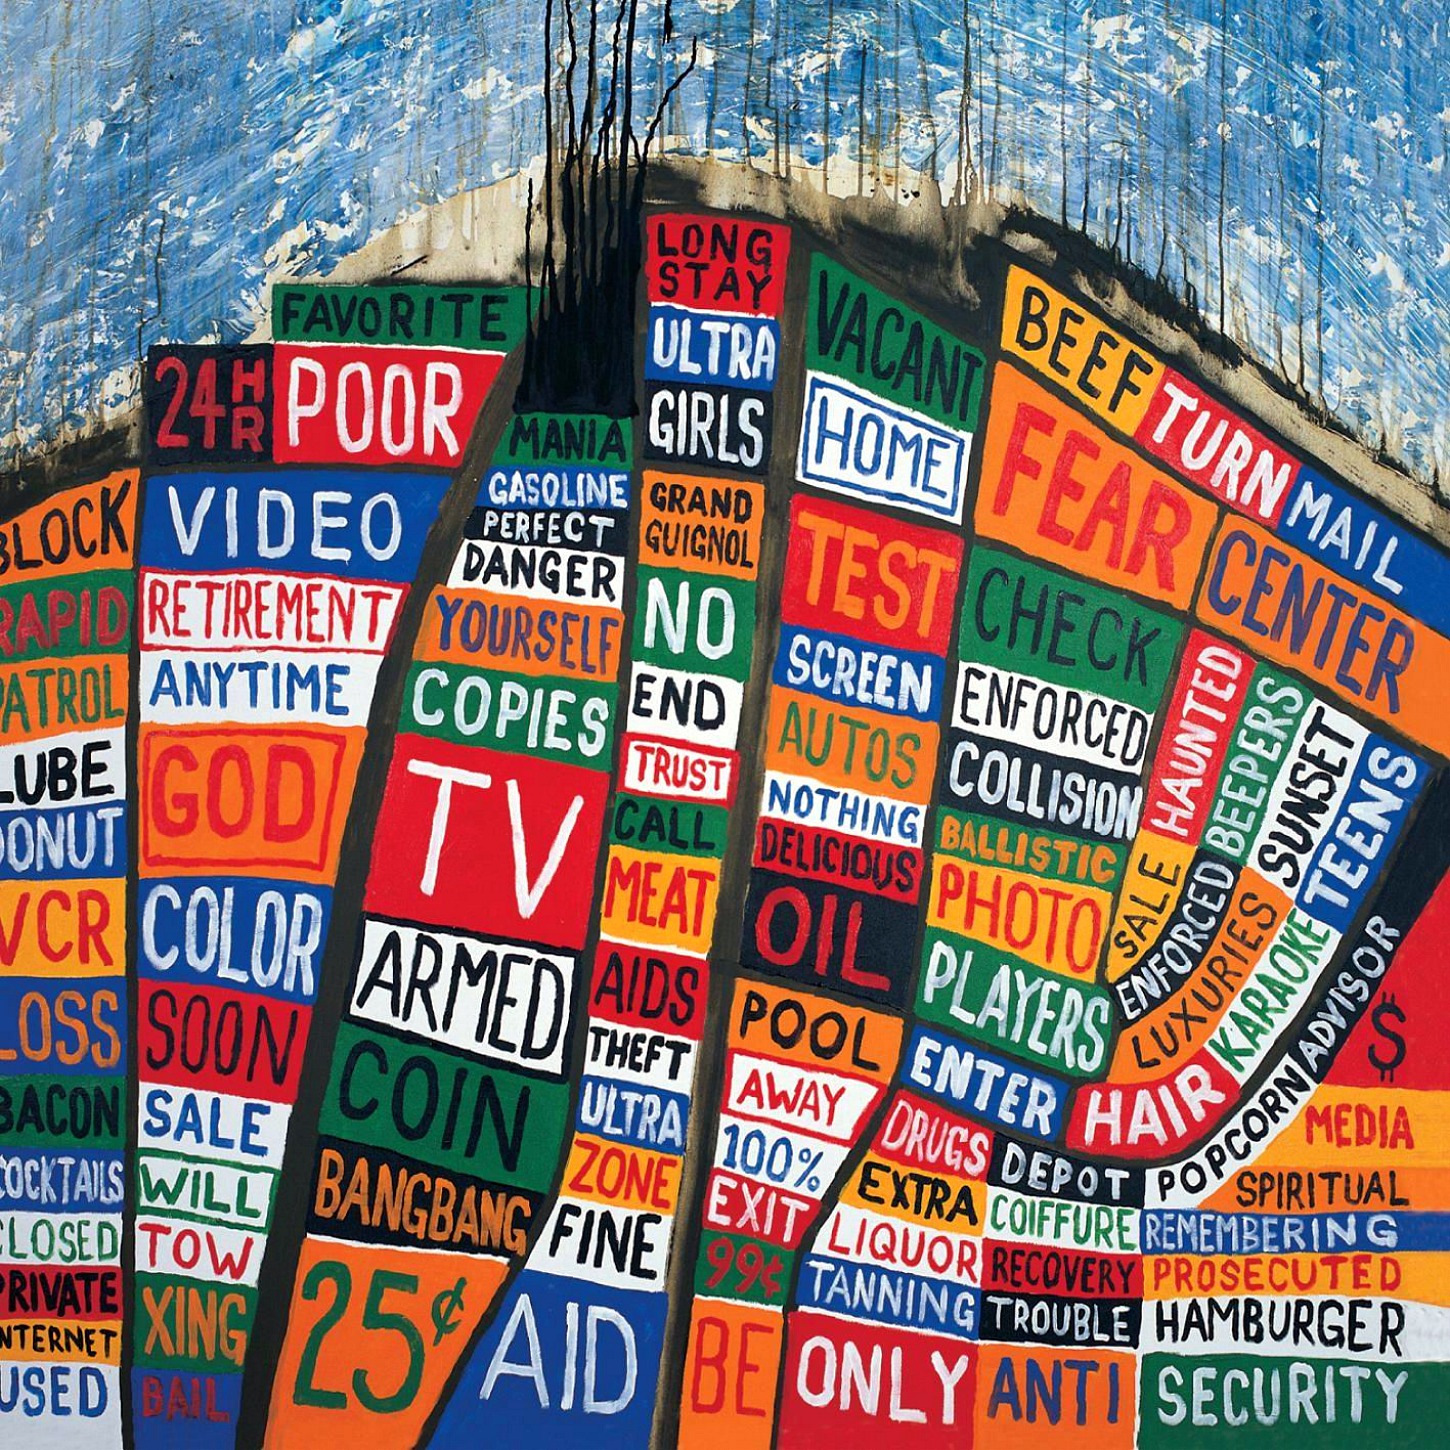 FAVORITE
24HR
POOR
VIDEO
RETIREMENT
ANYTIME
GOD
COLOR
SOON
SALE
WILL
TOW
XING
BAIL
BLOCK
RAPID
PATROL
LUBE
DONUT
VCR
LOSS
BACON
COCKTAILS
CLOSED
PRIVATE
INTERNET
USED
MANIA
GASOLINE
PERFECT
DANGER
YOURSELF
COPIES
TV
ARMED
COIN
BANGBANG
25¢
LONG
STAY
ULTRA
GIRLS
GRAND
GUIGNOL
NO
END
TRUST
CALL
MEAT
AIDS
THEFT
ULTRA
ZONE
FINE
AID
VACANT
HOME
TEST
SCREEN
AUTOS
NOTHING
DELICIOUS
OIL
POOL
AWAY
100%
EXIT
99¢
BE
BEEF
TURN
MAIL
FEAR
CENTER
CHECK
ENFORCED
COLLISION
BALLISTIC
PHOTO
PLAYERS
ENTER
DRUGS
EXTRA
LIQUOR
TANNING
ONLY
HAUNTED
SALE
BEEPERS
ENFORCED
SUNSET
LUXURIES
TEENS
KARAOKE
HAIR
ADVISOR
POPCORN
DEPOT
COIFFURE
RECOVERY
TROUBLE
ANTI
$
MEDIA
SPIRITUAL
REMEMBERING
PROSECUTED
HAMBURGER
SECURITY